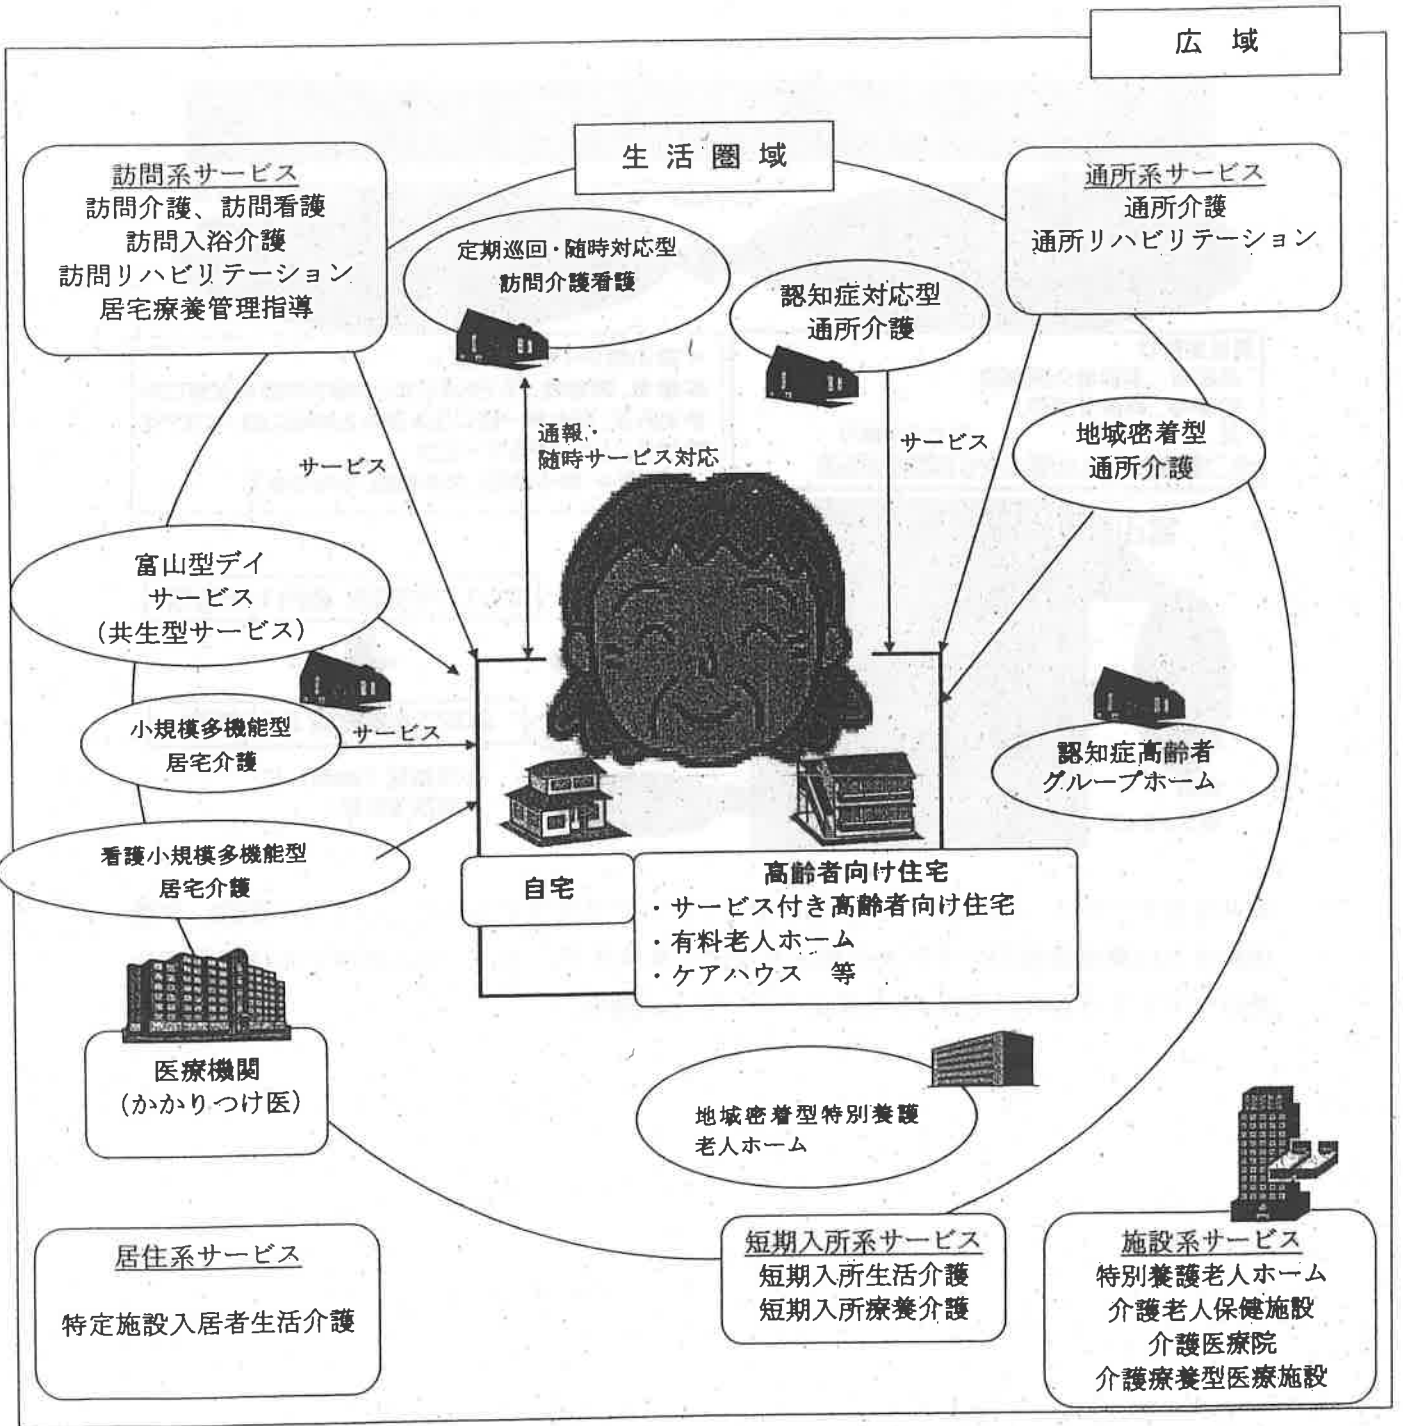 広　域
生 活 圏 域
訪問系サービス
訪問介護、訪問看護
訪問入浴介護
訪問リハビリテーション
居宅療養管理指導
定期巡回・随時対応型
訪問介護看護
認知症対応型
通所介護
通所系サービス
通所介護
通所リハビリテーション
サービス
通報・
随時サービス対応
サービス
地域密着型
通所介護
富山型デイ
サービス
(共生型サービス)
小規模多機能型
居宅介護
サービス
認知症高齢者
グループホーム
看護小規模多機能型
居宅介護
自宅
高齢者向け住宅
・サービス付き高齢者向け住宅
・有料老人ホーム
・ケアハウス　等
医療機関
(かかりつけ医)
地域密着型特別養護
老人ホーム
居住系サービス
特定施設入居者生活介護
短期入所系サービス
短期入所生活介護
短期入所療養介護
施設系サービス
特別養護老人ホーム
介護老人保健施設
介護医療院
介護療養型医療施設